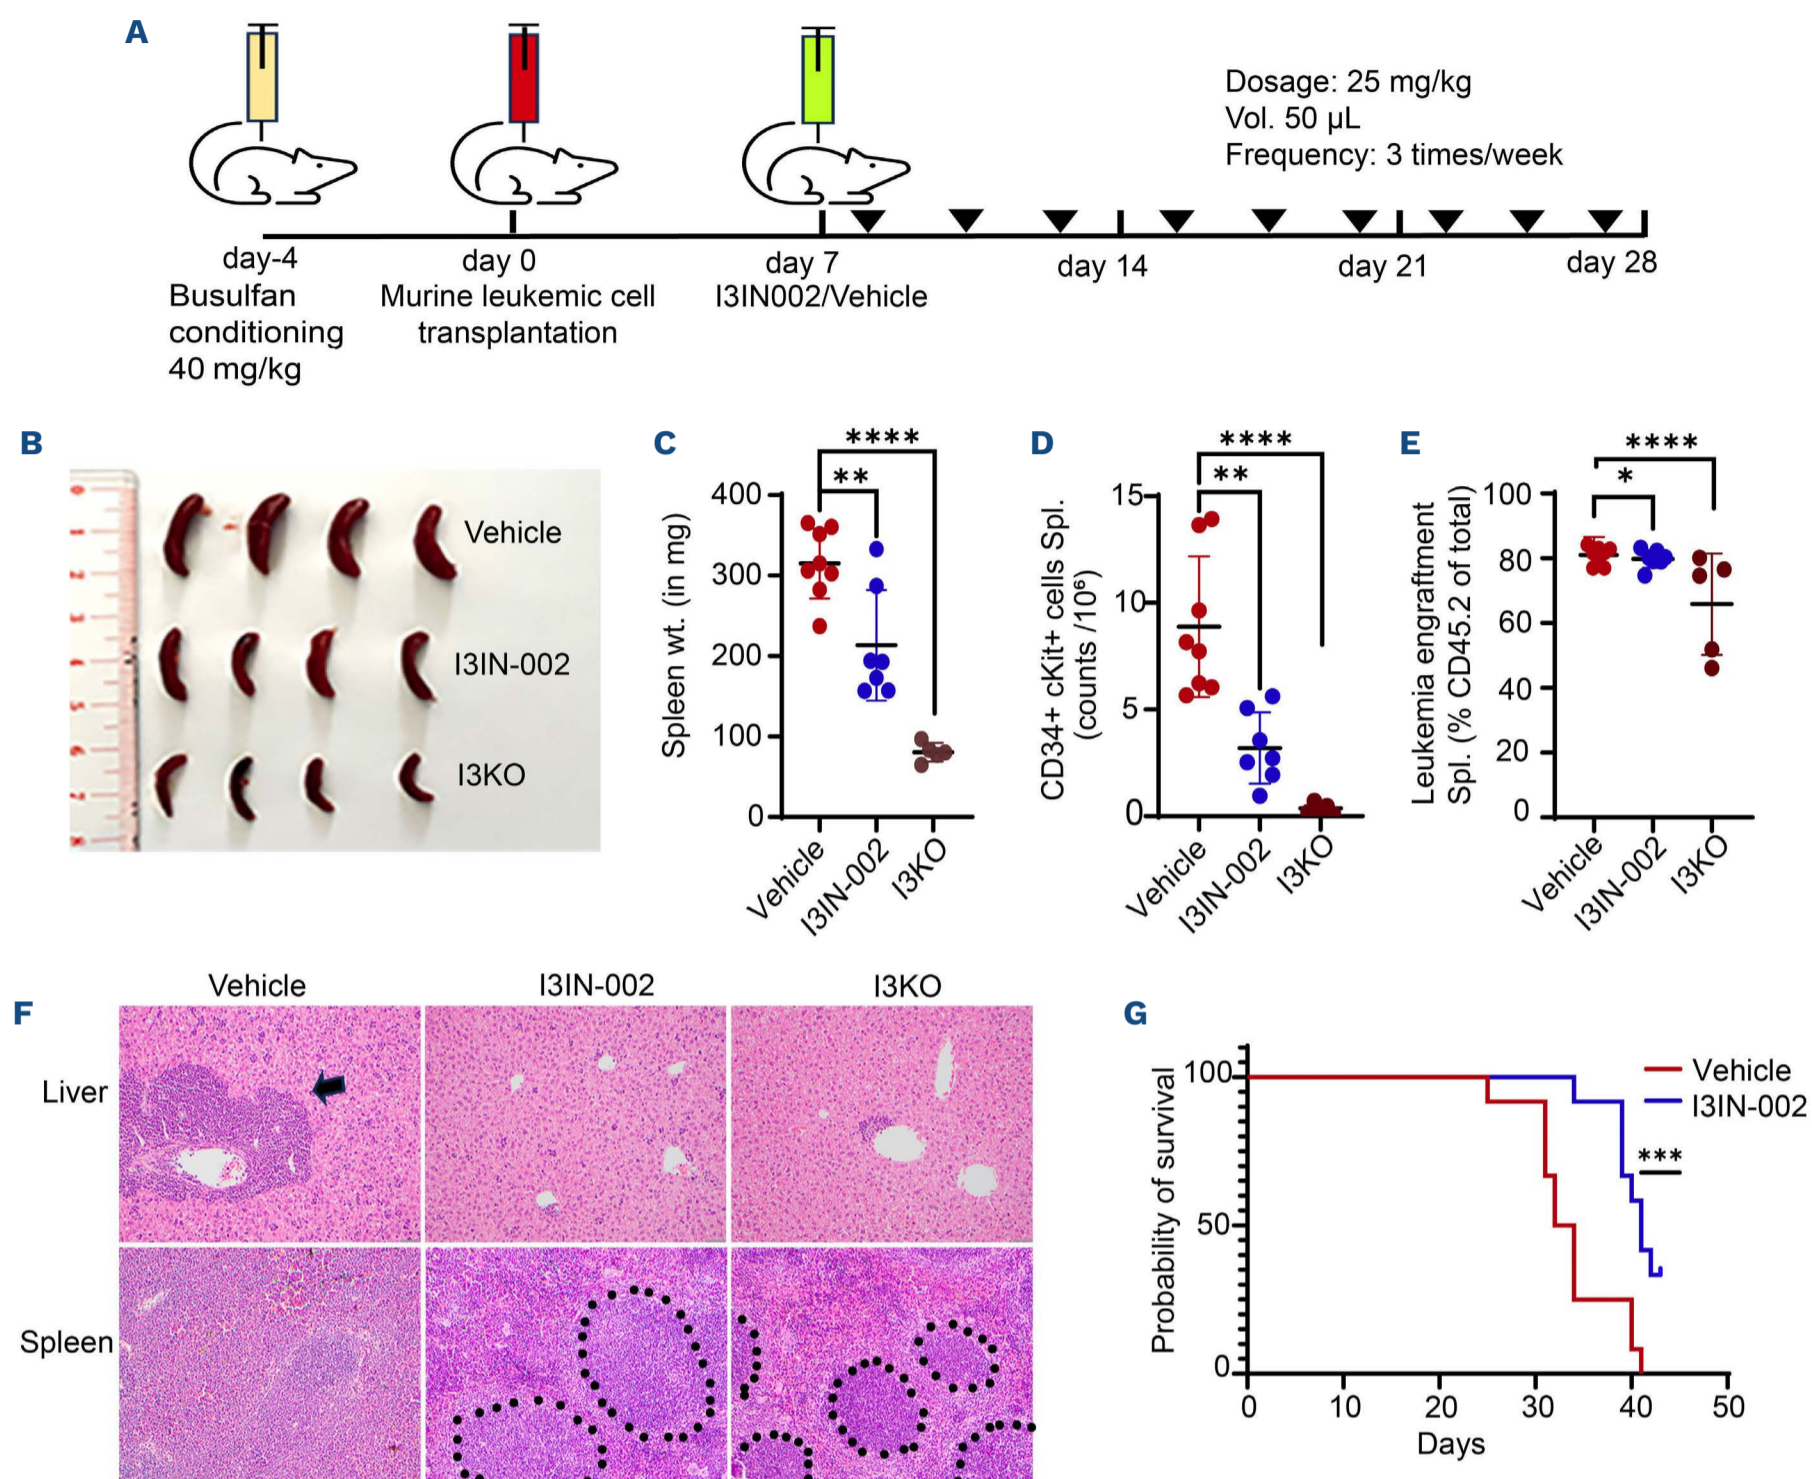 A
Dosage: 25 mg/kg
Vol. 50 µL
Frequency: 3 times/week
day-4
day 0
day 7
day 14
day 21
day 28
Busulfan
conditioning
40 mg/kg
Murine leukemic cell
transplantation
I3IN002/Vehicle
B
Vehicle
I3IN-002
I3KO
C
****
**
Spleen wt. (in mg)
400
300
200
100
0
Vehicle
I3IN-002
I3KO
D
****
**
CD34+ cKit+ cells Spl.
(counts /10⁶)
15
10
5
0
Vehicle
I3IN-002
I3KO
E
****
*
Leukemia engraftment
Spl. (% CD45.2 of total)
100
80
60
40
20
0
Vehicle
I3IN-002
I3KO
F
Vehicle
I3IN-002
I3KO
Liver
Spleen
G
Probability of survival
100
50
0
Vehicle
I3IN-002
***
0
10
20
30
40
50
Days